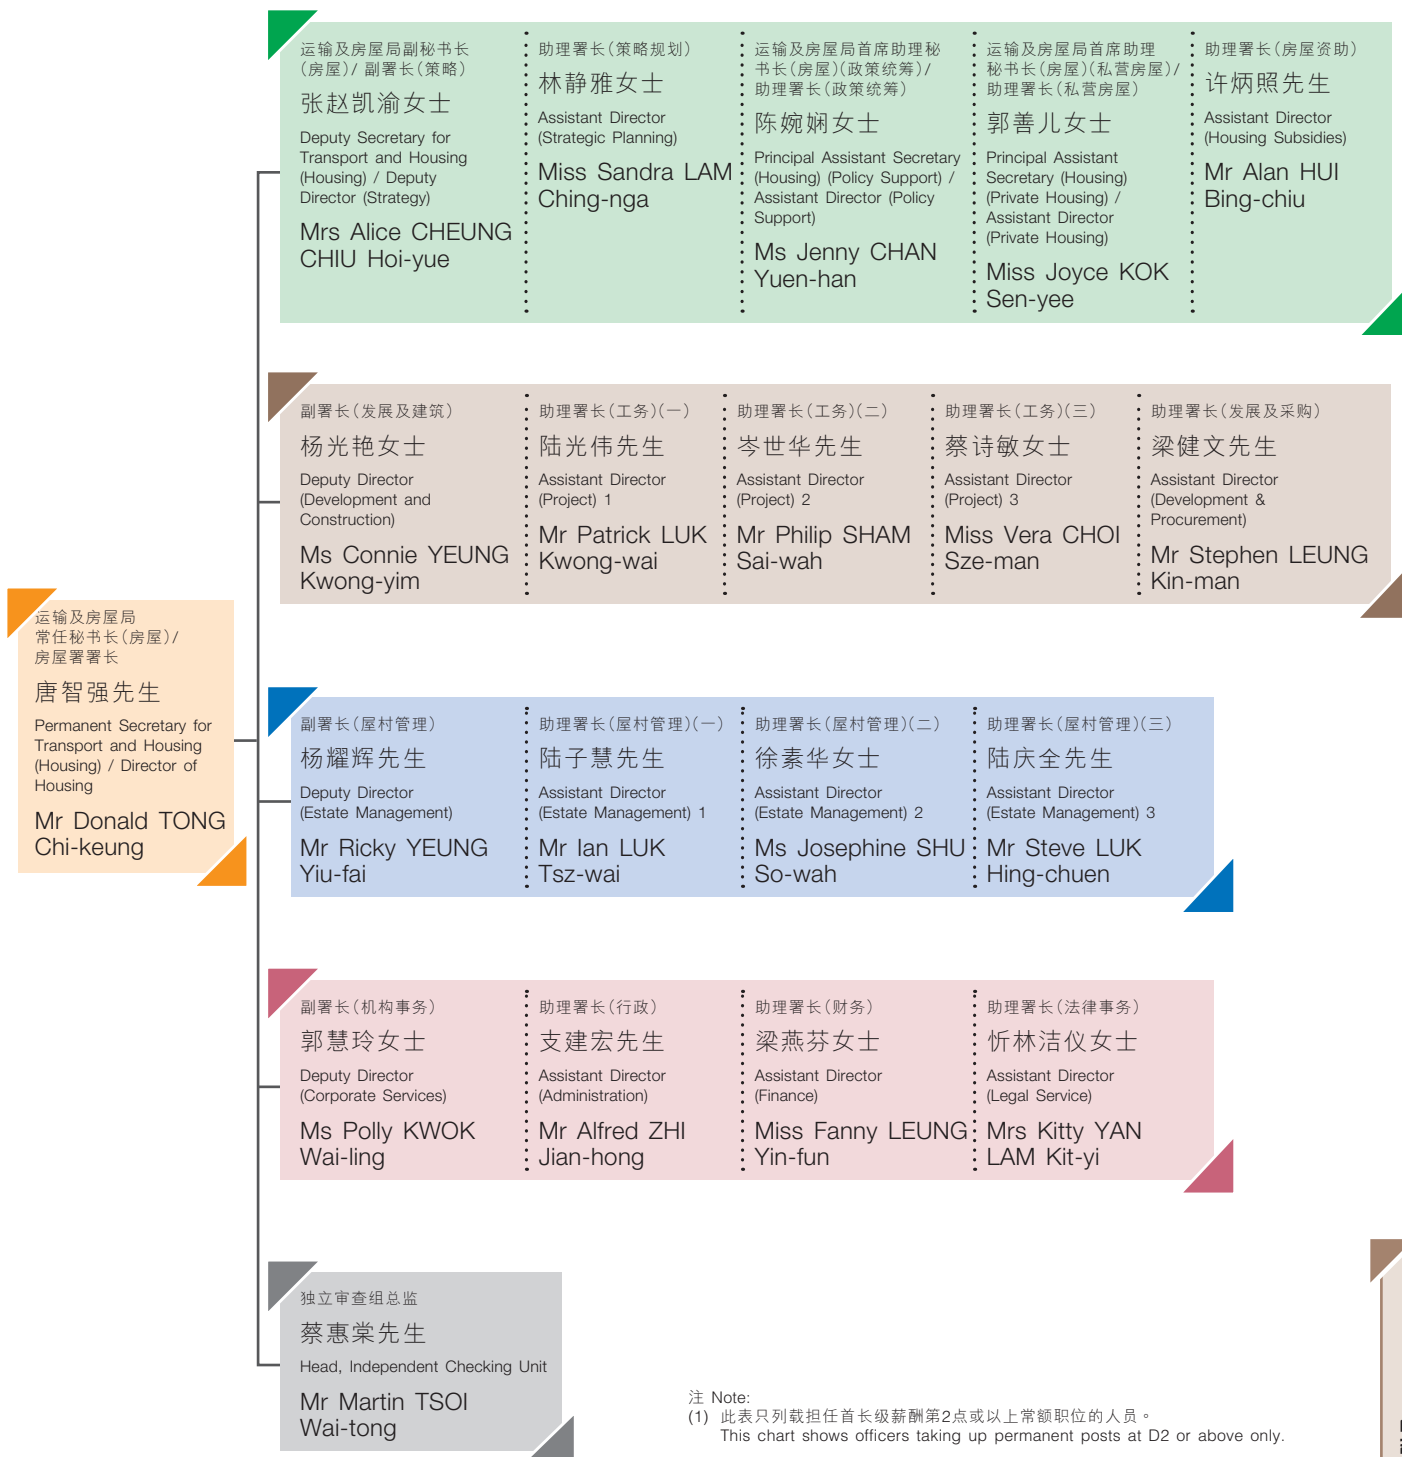 运输及房屋局副秘书长
(房屋)/ 副署长(策略)
张赵凯渝女士
Deputy Secretary for
Transport and Housing
(Housing) / Deputy
Director (Strategy)
Mrs Alice CHEUNG
CHIU Hoi-yue
助理署长(策略规划)
林静雅女士
Assistant Director
(Strategic Planning)
Miss Sandra LAM
Ching-nga
运输及房屋局首席助理秘
书长(房屋)(政策统筹)/
助理署长(政策统筹)
陈婉娴女士
Principal Assistant Secretary
(Housing) (Policy Support) /
Assistant Director (Policy
Support)
Ms Jenny CHAN
Yuen-han
运输及房屋局首席助理
秘书长(房屋)(私营房屋)/
助理署长(私营房屋)
郭善儿女士
Principal Assistant
Secretary (Housing)
(Private Housing) /
Assistant Director
(Private Housing)
Miss Joyce KOK
Sen-yee
助理署长(房屋资助)
许炳照先生
Assistant Director
(Housing Subsidies)
Mr Alan HUI
Bing-chiu
副署长(发展及建筑)
杨光艳女士
Deputy Director
(Development and
Construction)
Ms Connie YEUNG
Kwong-yim
助理署长(工务)(一)
陆光伟先生
Assistant Director
(Project) 1
Mr Patrick LUK
Kwong-wai
助理署长(工务)(二)
岑世华先生
Assistant Director
(Project) 2
Mr Philip SHAM
Sai-wah
助理署长(工务)(三)
蔡诗敏女士
Assistant Director
(Project) 3
Miss Vera CHOI
Sze-man
助理署长(发展及采购)
梁健文先生
Assistant Director
(Development &
Procurement)
Mr Stephen LEUNG
Kin-man
运输及房屋局
常任秘书长(房屋)/
房屋署署长
唐智强先生
Permanent Secretary for
Transport and Housing
(Housing) / Director of
Housing
Mr Donald TONG
Chi-keung
副署长(屋村管理)
杨耀辉先生
Deputy Director
(Estate Management)
Mr Ricky YEUNG
Yiu-fai
助理署长(屋村管理)(一)
陆子慧先生
Assistant Director
(Estate Management) 1
Mr Ian LUK
Tsz-wai
助理署长(屋村管理)(二)
徐素华女士
Assistant Director
(Estate Management) 2
Ms Josephine SHU
So-wah
助理署长(屋村管理)(三)
陆庆全先生
Assistant Director
(Estate Management) 3
Mr Steve LUK
Hing-chuen
副署长(机构事务)
郭慧玲女士
Deputy Director
(Corporate Services)
Ms Polly KWOK
Wai-ling
助理署长(行政)
支建宏先生
Assistant Director
(Administration)
Mr Alfred ZHI
Jian-hong
助理署长(财务)
梁燕芬女士
Assistant Director
(Finance)
Miss Fanny LEUNG
Yin-fun
助理署长(法律事务)
忻林洁仪女士
Assistant Director
(Legal Service)
Mrs Kitty YAN
LAM Kit-yi
独立审查组总监
蔡惠棠先生
Head, Independent Checking Unit
Mr Martin TSOI
Wai-tong
注 Note:
(1) 此表只列载担任首长级薪酬第2点或以上常额职位的人员。
This chart shows officers taking up permanent posts at D2 or above only.